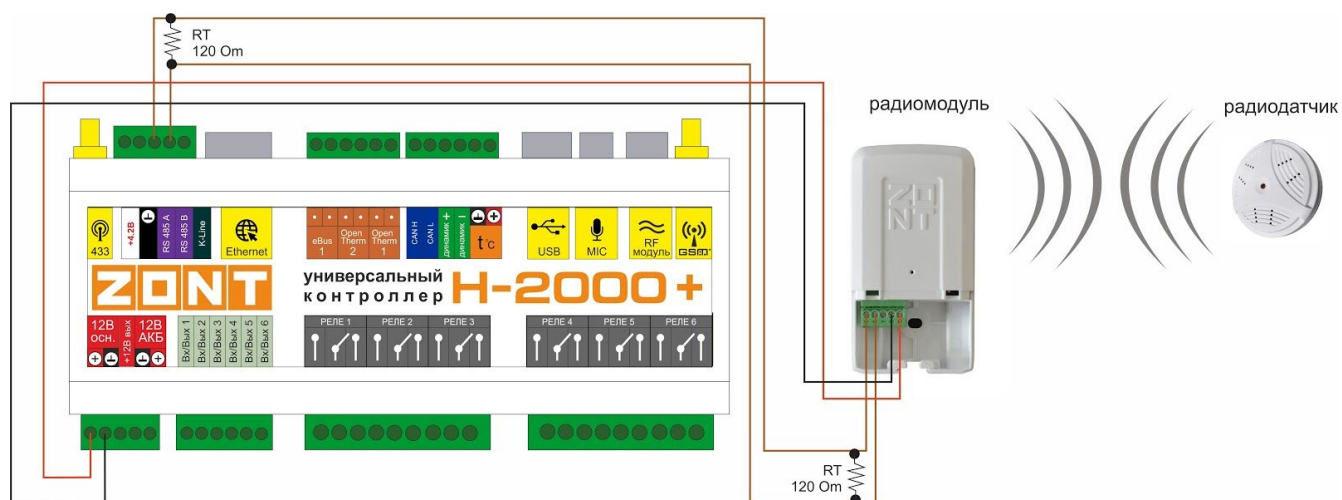 RT
120 Om
радиомодуль
радиодатчик
ZONT
433
+4.2В
RS 485 A
RS 485 B
K-Line
Ethernet
eBus
1
Open
Therm
2
Open
Therm
1
CAN H
CAN L
динамик +
динамик −
t°c
USB
MIC
RF
модуль
GSM
ZONT
универсальный
контроллер
H-2000+
12В
осн.
+12В вых
12В
АКБ
Вх/Вых 1
Вх/Вых 2
Вх/Вых 3
Вх/Вых 4
Вх/Вых 5
Вх/Вых 6
РЕЛЕ 1
РЕЛЕ 2
РЕЛЕ 3
РЕЛЕ 4
РЕЛЕ 5
РЕЛЕ 6
RT
120 Om